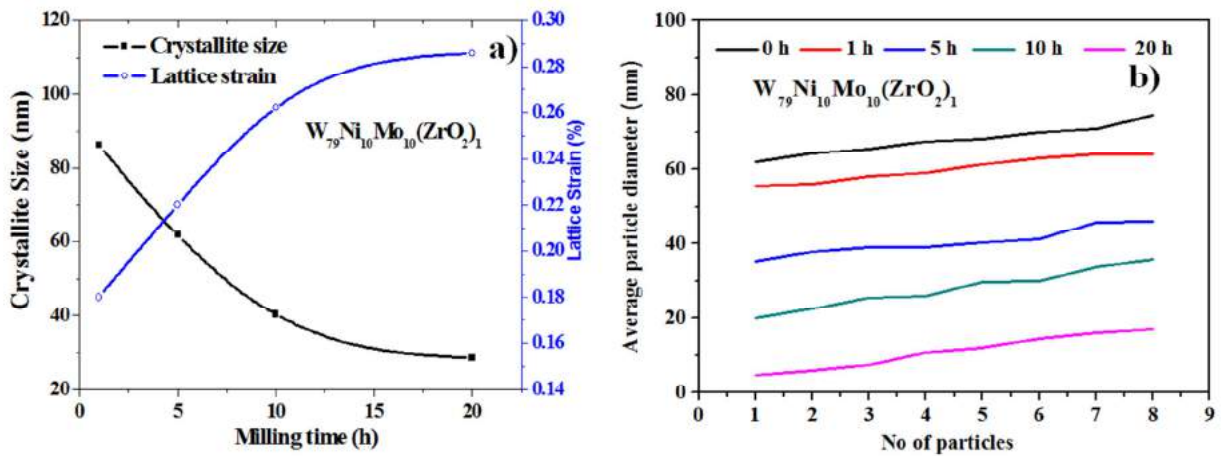 a)
Crystallite size
Lattice strain
W79Ni10Mo10(ZrO2)1
Crystallite Size (nm)
120
100
80
60
40
20
Lattice Strain (%)
0.30
0.28
0.26
0.24
0.22
0.20
0.18
0.16
0.14
0 5 10 15 20
Milling time (h)
b)
0 h 1 h 5 h 10 h 20 h
W79Ni10Mo10(ZrO2)1
Average paritcle diameter (mm)
100
80
60
40
20
0
0 1 2 3 4 5 6 7 8 9
No of particles